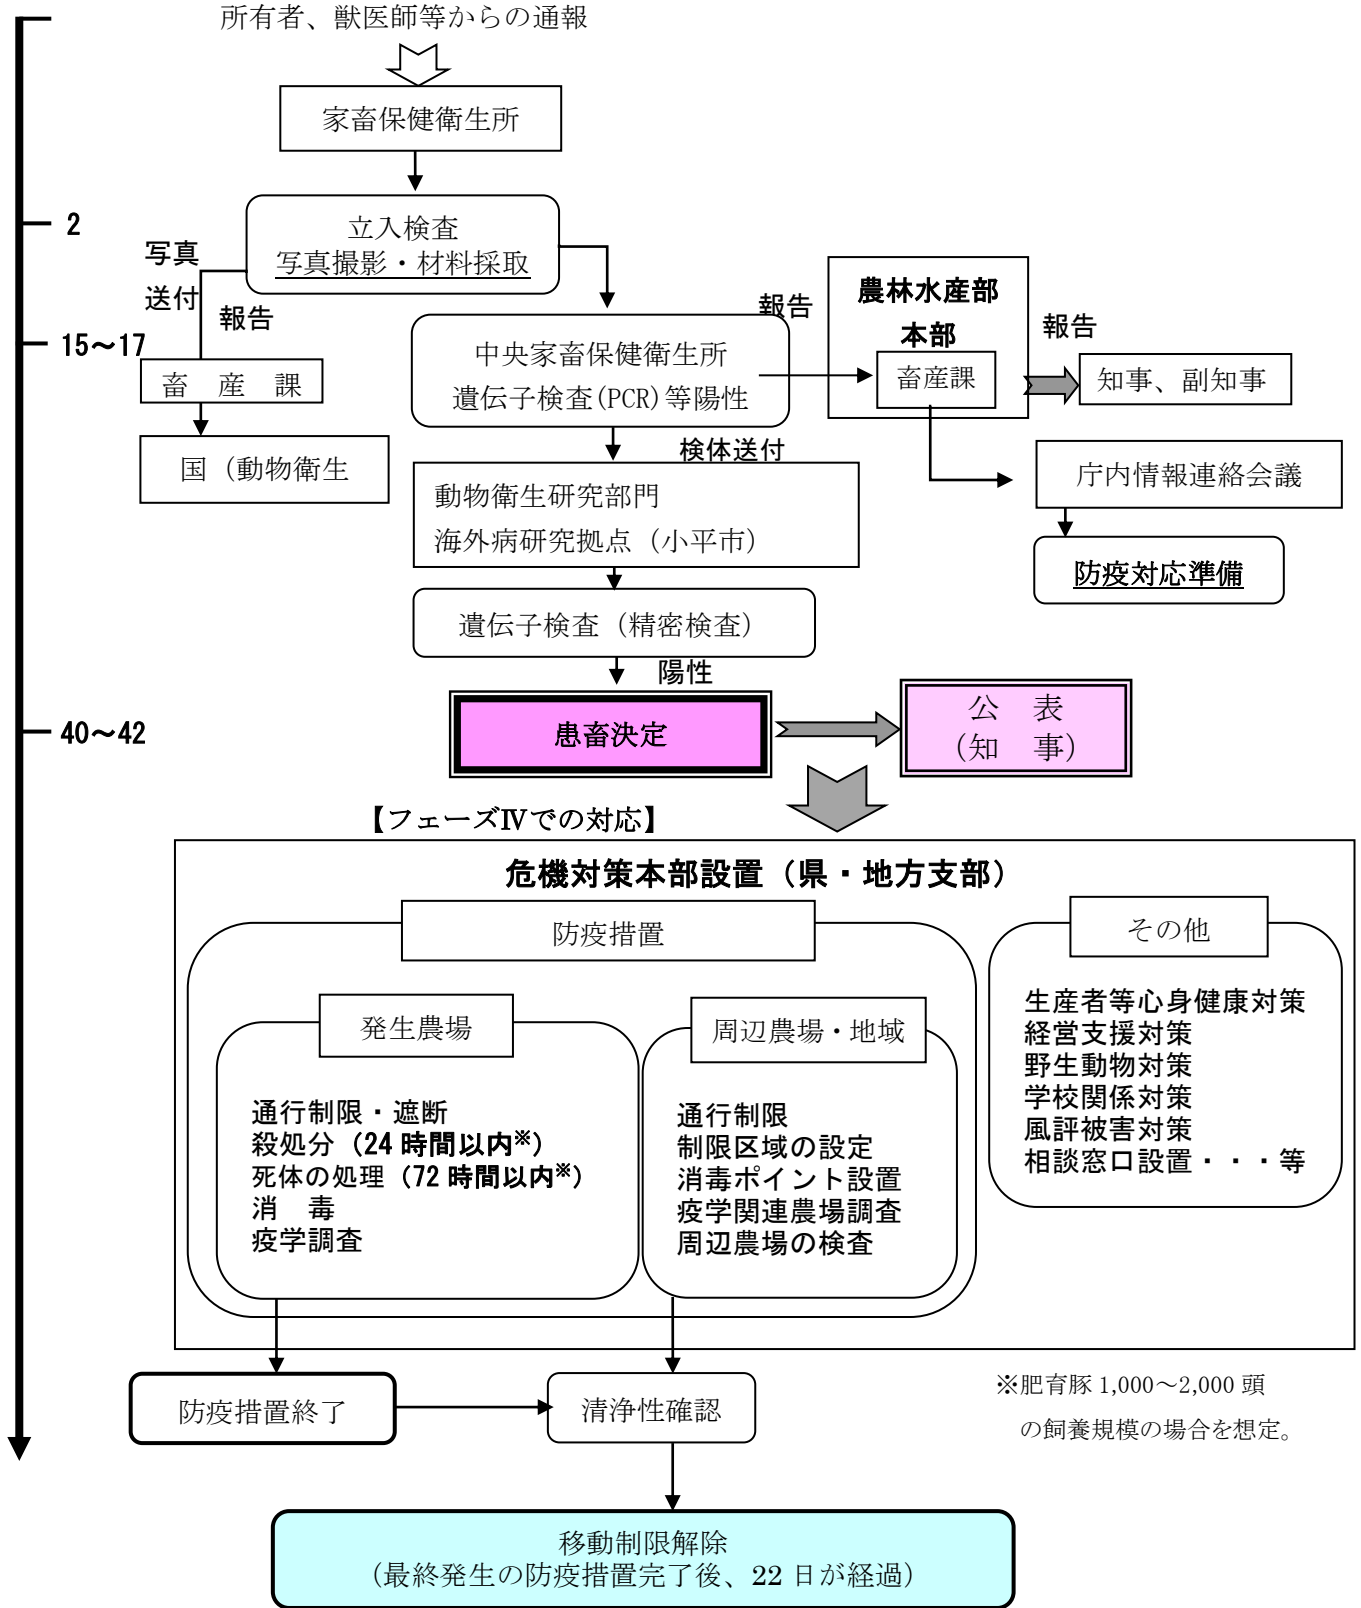 所有者、獣医師等からの通報
家畜保健衛生所
2
立入検査
写真撮影・材料採取
写真
送付
報告
15～17
畜　産　課
国（動物衛生
中央家畜保健衛生所
遺伝子検査(PCR)等陽性
報告
農林水産部
本部
畜産課
報告
知事、副知事
庁内情報連絡会議
防疫対応準備
検体送付
動物衛生研究部門
海外病研究拠点（小平市）
遺伝子検査（精密検査）
陽性
40～42
患畜決定
公　表
（知　事）
【フェーズⅣでの対応】
危機対策本部設置（県・地方支部）
防疫措置
発生農場
通行制限・遮断
殺処分（24 時間以内※）
死体の処理（72 時間以内※）
消　毒
疫学調査
周辺農場・地域
通行制限
制限区域の設定
消毒ポイント設置
疫学関連農場調査
周辺農場の検査
その他
生産者等心身健康対策
経営支援対策
野生動物対策
学校関係対策
風評被害対策
相談窓口設置・・・等
防疫措置終了
清浄性確認
※肥育豚 1,000～2,000 頭
の飼養規模の場合を想定。
移動制限解除
（最終発生の防疫措置完了後、22 日が経過）